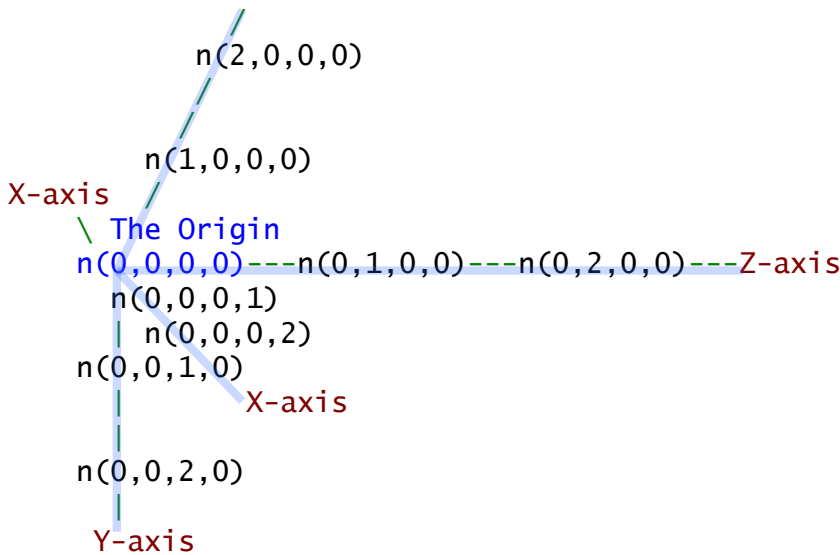 n(2,0,0,0)
n(1,0,0,0)
X-axis
\ The Origin
n(0,0,0,0)---n(0,1,0,0)---n(0,2,0,0)---Z-axis
n(0,0,0,1)
| n(0,0,0,2)
n(0,0,1,0)
X-axis
n(0,0,2,0)
Y-axis